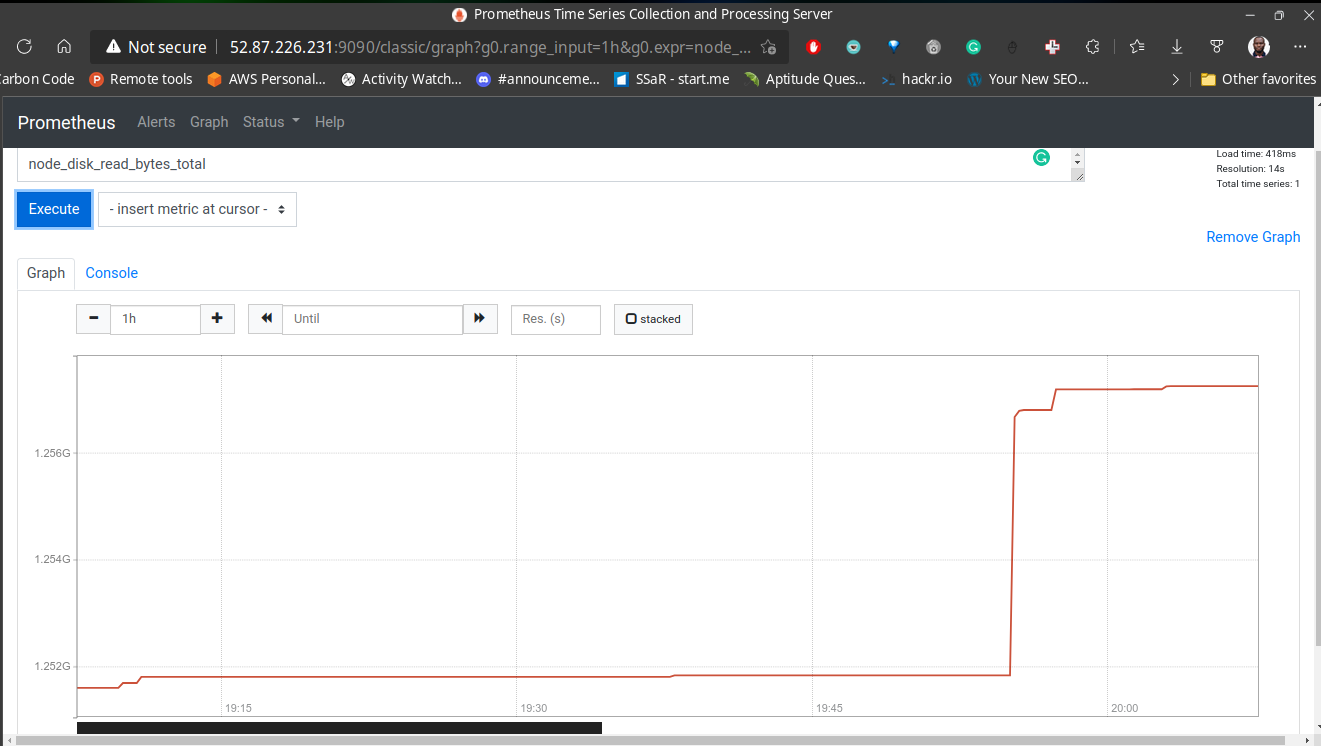 Prometheus Time Series Collection and Processing Server
Not secure 52.87.226.231:9090/classic/graph?g0.range_input=1h&g0.expr=node_...
arbon Code Remote tools AWS Personal... Activity Watch... #announceme... SSaR - start.me Aptitude Ques... hackr.io Your New SEO... Other favorites
Prometheus Alerts Graph Status Help
node_disk_read_bytes_total
Load time: 418ms
Resolution: 14s
Total time series: 1
Execute - insert metric at cursor -
Remove Graph
Graph Console
1h Until Res. (s) stacked
1.256G
1.254G
1.252G
19:15 19:30 19:45 20:00